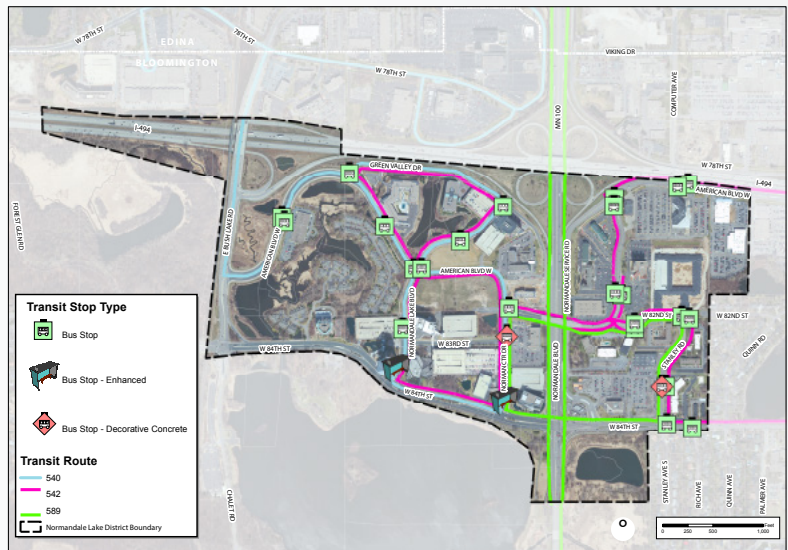 W 78TH ST
EDINA
78TH ST
BLOOMINGTON
W 78TH ST
VIKING DR
COMPUTER AVE
MN 100
I-494
W 78TH ST
I-494
AMERICAN BLVD W
GREEN VALLEY DR
FOREST GLEN RD
E BUSH LAKE RD
AMERICAN BLVD W
AMERICAN BLVD W
NORMANDALE SERVICE RD
NORMANDALE LAKE BLVD
W 82ND ST
W 82ND ST
QUINN RD
STANLEY RD
W 84TH ST
W 83RD ST
NORMAN CTR DR
NORMANDALE BLVD
W 84TH ST
W 84TH ST
CHALET RD
STANLEY AVE S
RICH AVE
QUINN AVE
PALMER AVE
Transit Stop Type
Bus Stop
Bus Stop - Enhanced
Bus Stop - Decorative Concrete
Transit Route
540
542
589
Normandale Lake District Boundary
O
Feet
0 250 500 1,000